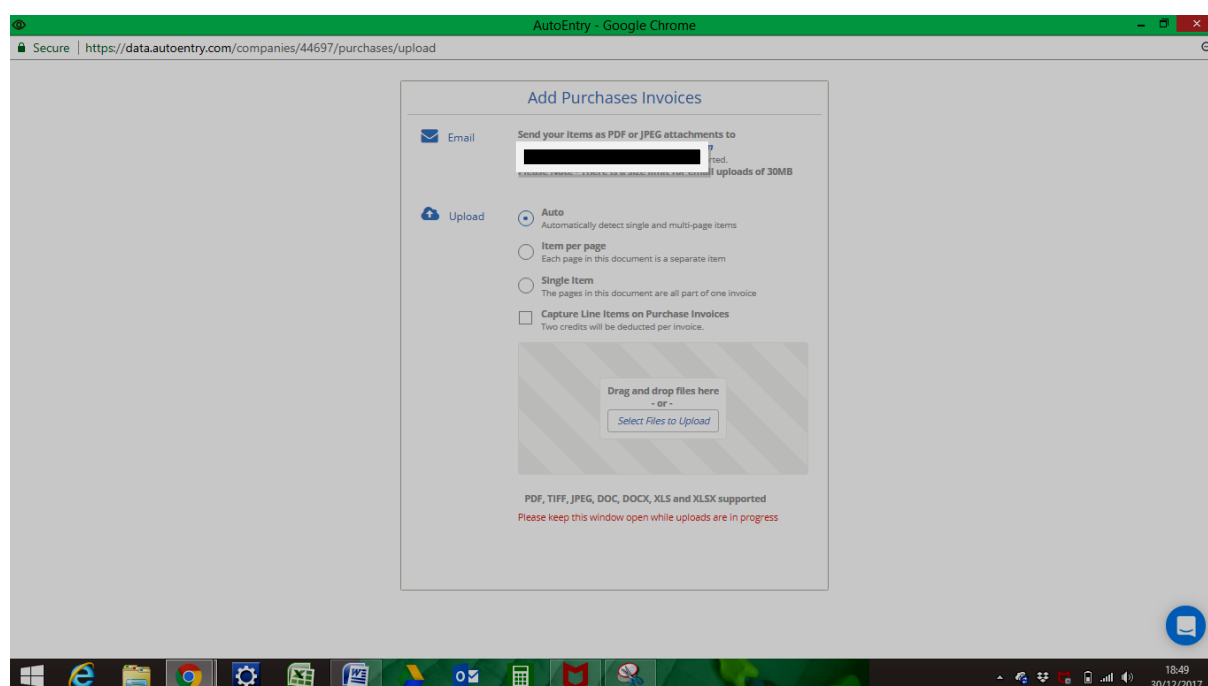 AutoEntry - Google Chrome
Secure | https://data.autoentry.com/companies/44697/purchases/upload
Add Purchases Invoices
Email
Send your items as PDF or JPEG attachments to
uploads of 30MB
Upload
Auto
Automatically detect single and multi-page items
Item per page
Each page in this document is a separate item
Single Item
The pages in this document are all part of one invoice
Capture Line Items on Purchase Invoices
Two credits will be deducted per invoice.
Drag and drop files here
- or -
Select Files to Upload
PDF, TIFF, JPEG, DOC, DOCX, XLS and XLSX supported
Please keep this window open while uploads are in progress
18:49
30/12/2017